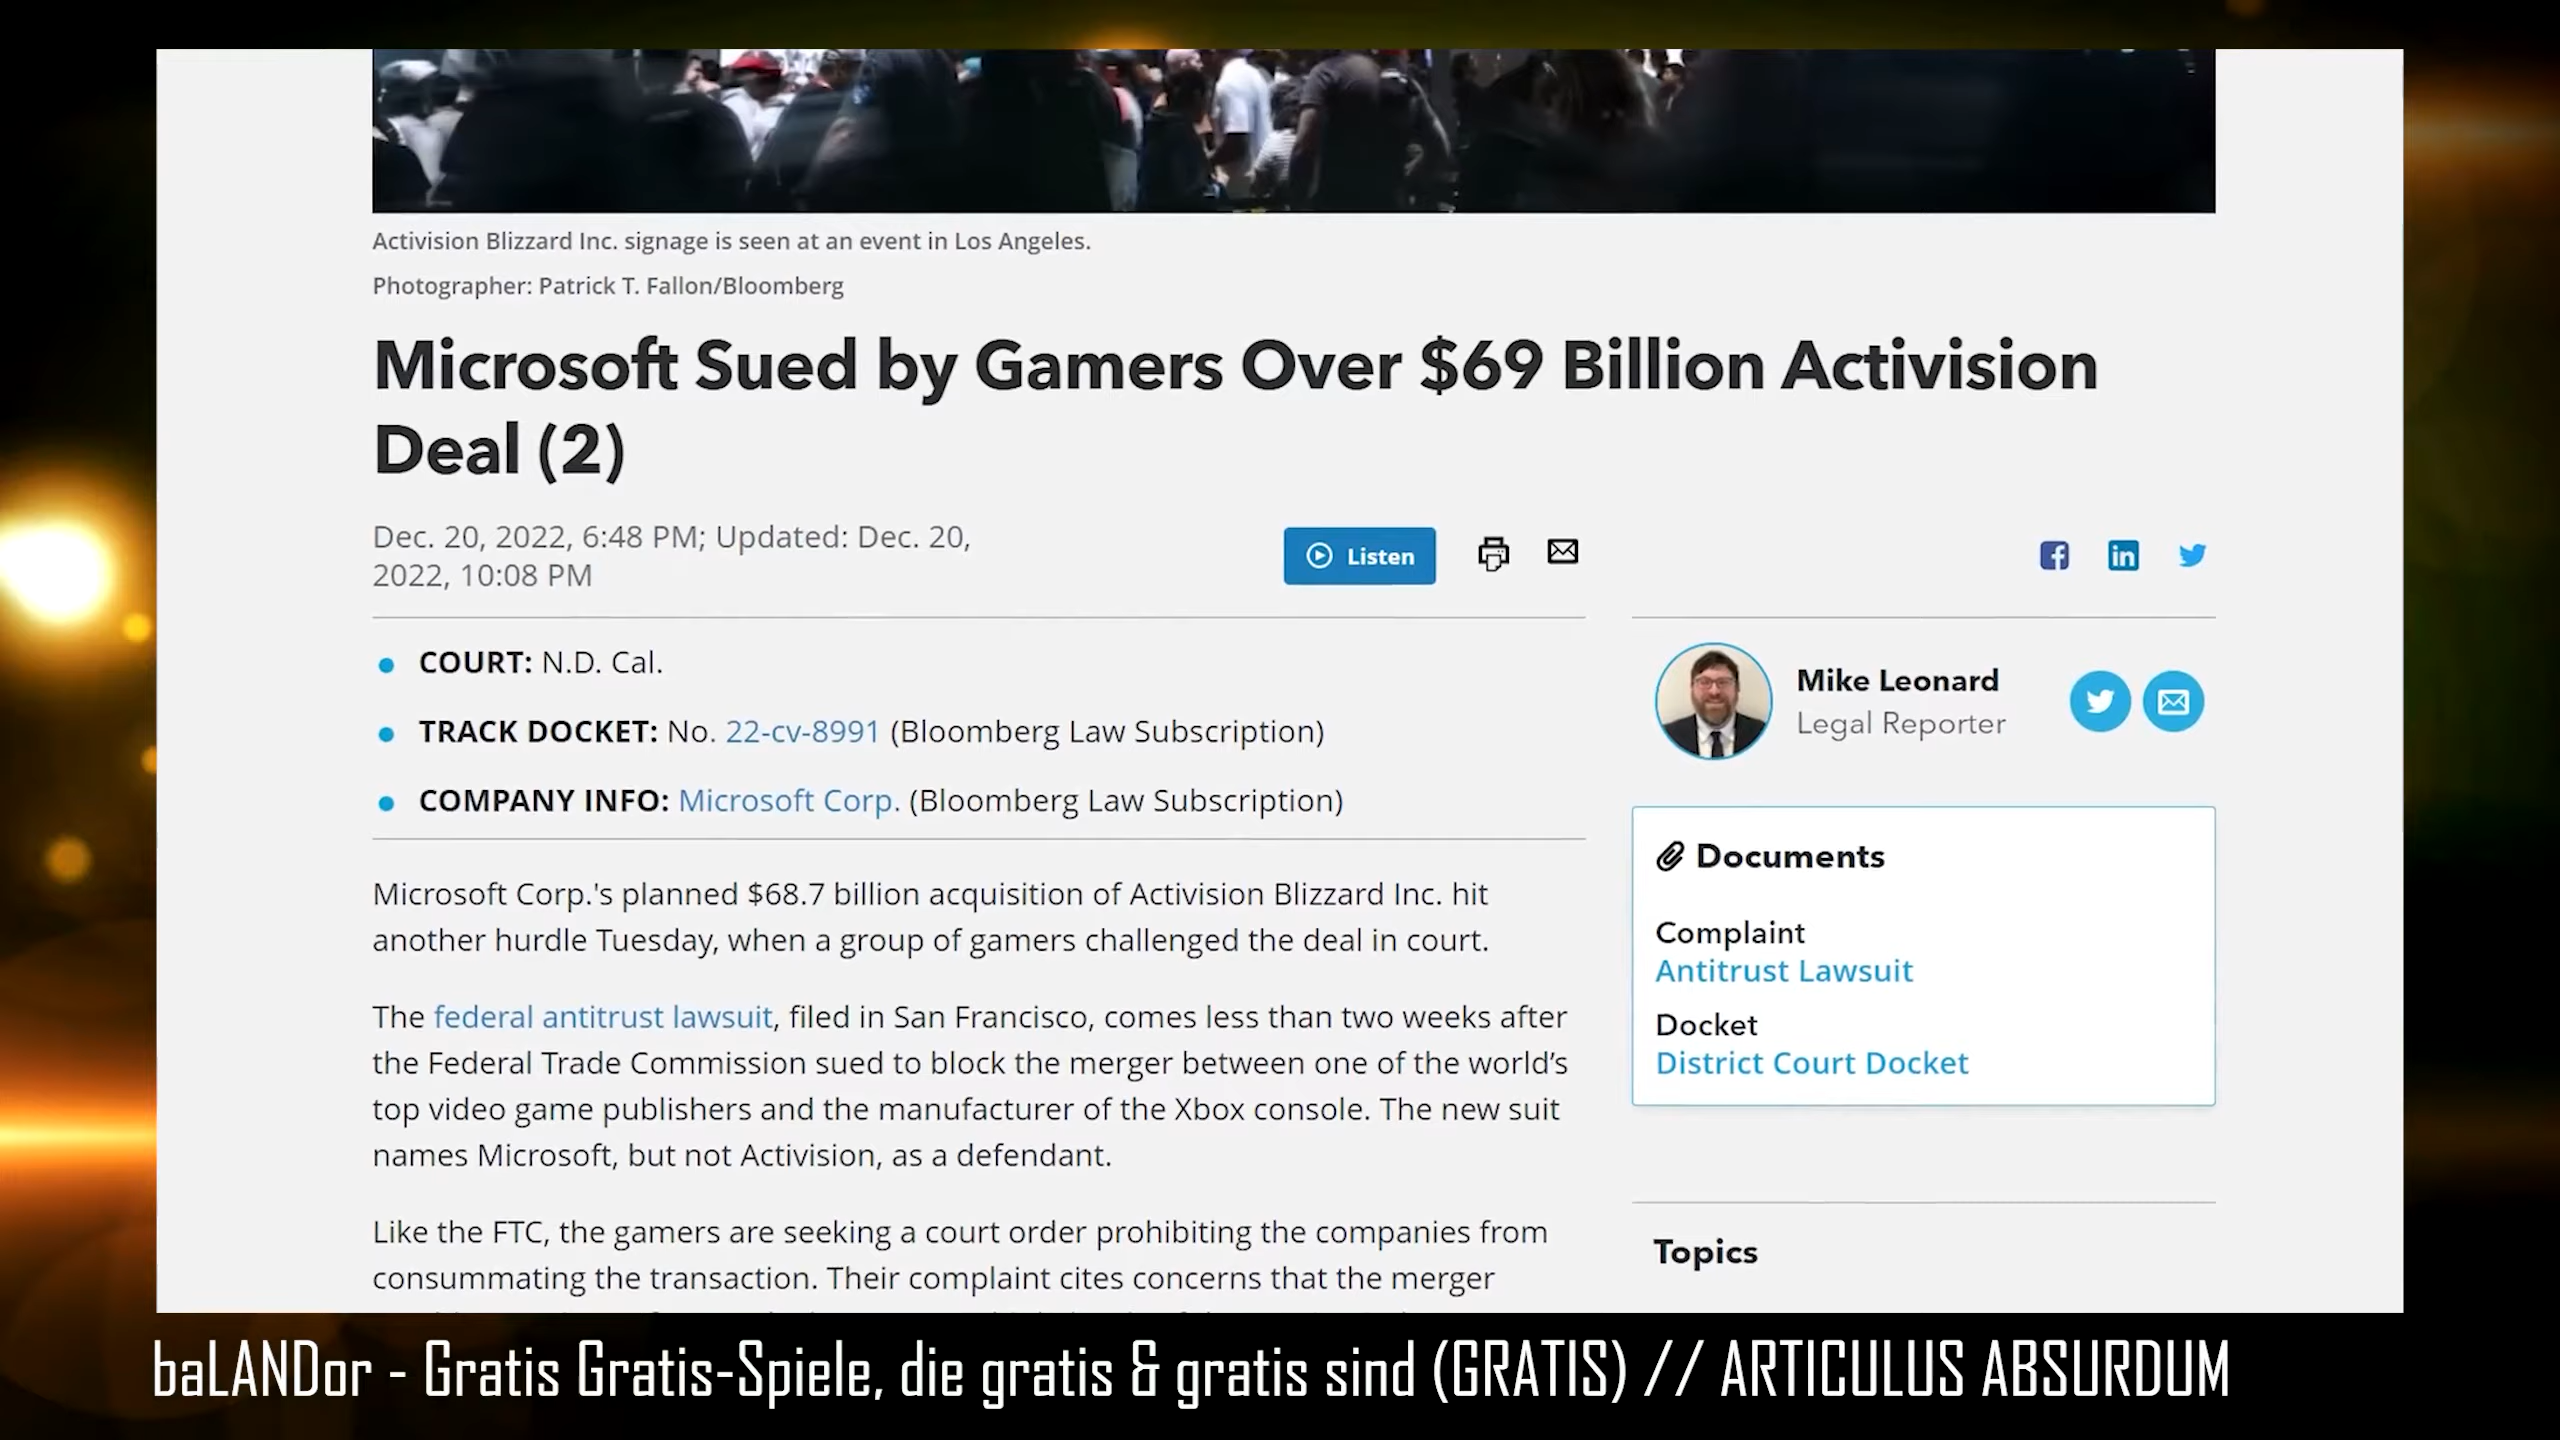 Activision Blizzard Inc. signage is seen at an event in Los Angeles.
Photographer: Patrick T. Fallon/Bloomberg
Microsoft Sued by Gamers Over $69 Billion Activision
Deal (2)
Dec. 20, 2022, 6:48 PM; Updated: Dec. 20,
2022, 10:08 PM
Listen
COURT: N.D. Cal.
TRACK DOCKET: No. 22-cv-8991 (Bloomberg Law Subscription)
COMPANY INFO: Microsoft Corp. (Bloomberg Law Subscription)
Microsoft Corp.'s planned $68.7 billion acquisition of Activision Blizzard Inc. hit
another hurdle Tuesday, when a group of gamers challenged the deal in court.
The federal antitrust lawsuit, filed in San Francisco, comes less than two weeks after
the Federal Trade Commission sued to block the merger between one of the world’s
top video game publishers and the manufacturer of the Xbox console. The new suit
names Microsoft, but not Activision, as a defendant.
Like the FTC, the gamers are seeking a court order prohibiting the companies from
consummating the transaction. Their complaint cites concerns that the merger
Mike Leonard
Legal Reporter
Documents
Complaint
Antitrust Lawsuit
Docket
District Court Docket
Topics
baLANDor - Gratis Gratis-Spiele, die gratis & gratis sind (GRATIS) // ARTICULUS ABSURDUM